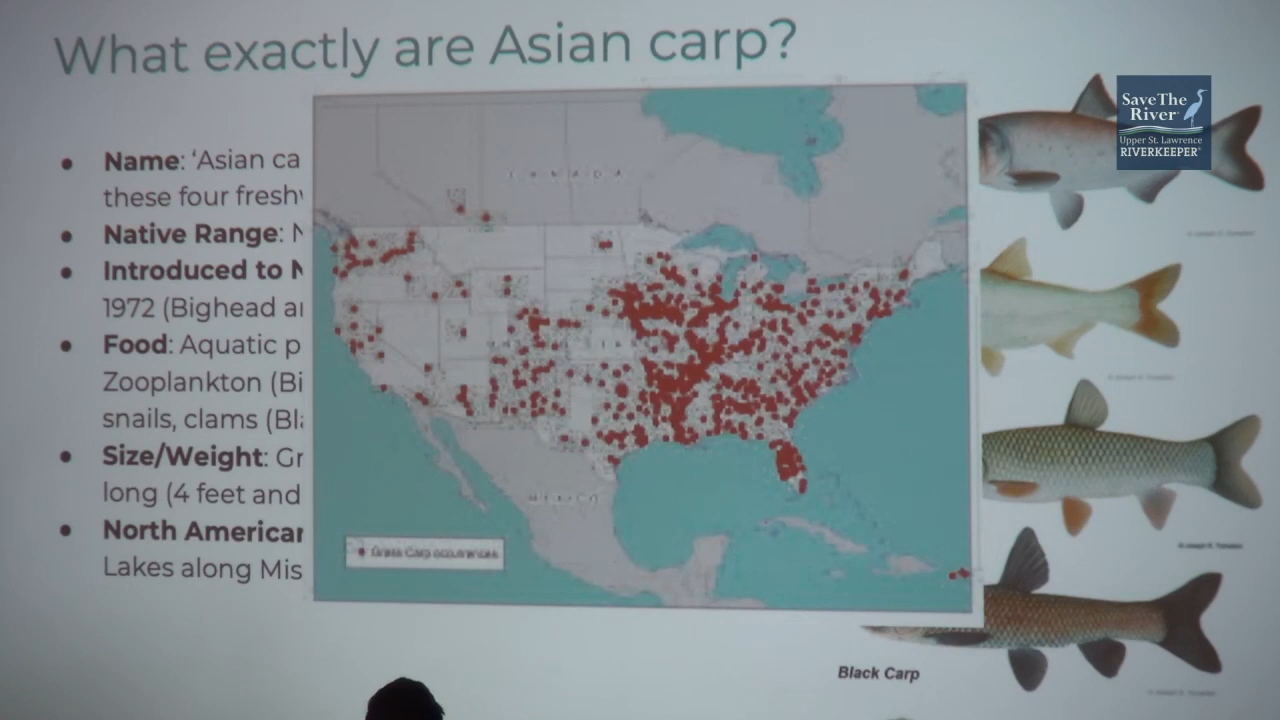 What exactly are Asian carp?
Name: ‘Asian ca
these four freshw
Native Range: N
Introduced to N
1972 (Bighead an
Food: Aquatic p
Zooplankton (Bi
snails, clams (Bla
Size/Weight: Gr
long (4 feet and
North American
Lakes along Mis
CANADA
MEXICO
Grass Carp occurrences
Black Carp
SaveThe
River
Upper St. Lawrence
RIVERKEEPER